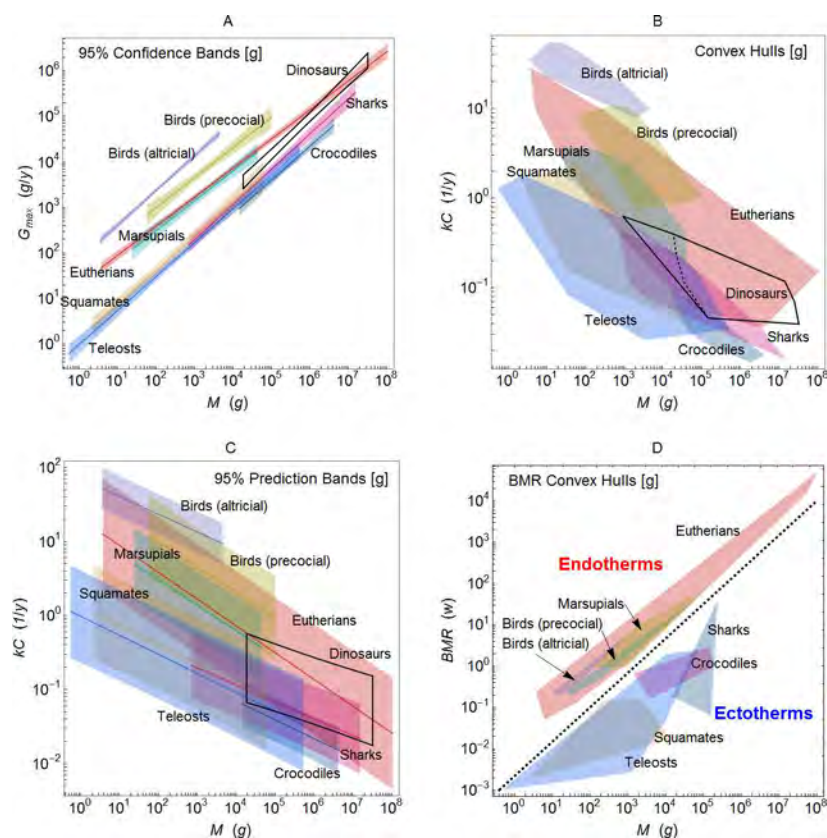 A
95% Confidence Bands [g]
Dinosaurs
Sharks
Birds (precocial)
Birds (altricial)
Crocodiles
Marsupials
Eutherians
Squamates
Teleosts
Gmax (g/y)
10^6
10^5
10^4
10^3
10^2
10^1
10^0
10^0 10^1 10^2 10^3 10^4 10^5 10^6 10^7 10^8
M (g)
B
Convex Hulls [g]
Birds (altricial)
Birds (precocial)
Marsupials
Squamates
Eutherians
Dinosaurs
Teleosts
Sharks
Crocodiles
kC (1/y)
10^1
10^0
10^-1
10^0 10^1 10^2 10^3 10^4 10^5 10^6 10^7 10^8
M (g)
C
95% Prediction Bands [g]
Birds (altricial)
Marsupials
Birds (precocial)
Squamates
Eutherians
Dinosaurs
Teleosts
Sharks
Crocodiles
kC (1/y)
10^2
10^1
10^0
10^-1
10^-2
10^0 10^1 10^2 10^3 10^4 10^5 10^6 10^7 10^8
M (g)
D
BMR Convex Hulls [g]
Eutherians
Endotherms
Marsupials
Birds (precocial)
Birds (altricial)
Sharks
Crocodiles
Ectotherms
Squamates
Teleosts
BMR (w)
10^4
10^3
10^2
10^1
10^0
10^-1
10^-2
10^-3
10^0 10^1 10^2 10^3 10^4 10^5 10^6 10^7 10^8
M (g)